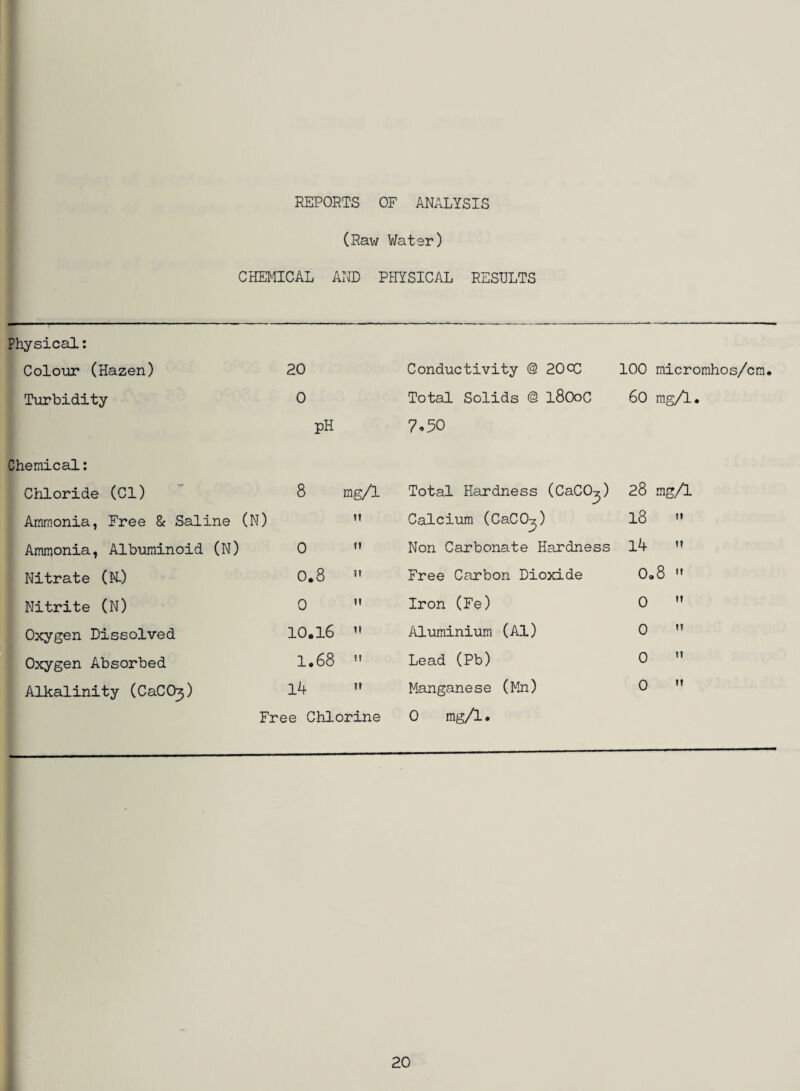 REPORTS OF ANALYSIS
(Raw Water)
CHEMICAL AND PHYSICAL RESULTS
Physical:
Colour (Hazen) 20 Conductivity @ 20°C 100 micromhos/cm.
Turbidity 0 Total Solids @ 180oC 60 mg/l.
pH 7.50
Chemical:
Chloride (Cl) 8 mg/l Total Hardness (CaCO3) 28 mg/l
Ammonia, Free & Saline (N) " Calcium (CaCO3) 18 "
Ammonia, Albuminoid (N) 0 " Non Carbonate Hardness 14 "
Nitrate (N.) 0.8 " Free Carbon Dioxide 0.8 "
Nitrite (N) 0 " Iron (Fe) 0 "
Oxygen Dissolved 10.16 " Aluminium (Al) 0 "
Oxygen Absorbed 1.68 " Lead (Pb) 0 "
Alkalinity (CaCO3) 14 " Manganese (Mn) 0 "
Free Chlorine 0 mg/l.
20